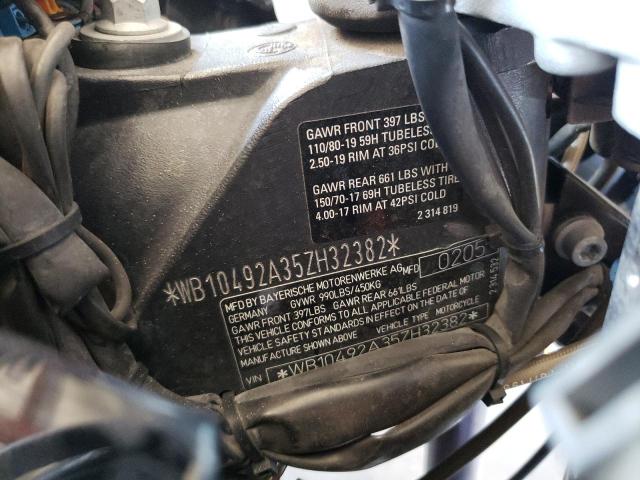 GAWR FRONT 397 LBS
110/80-19 59H TUBELESS
2.50-19 RIM AT 36PSI COLD
GAWR REAR 661 LBS WITH
150/70-17 69H TUBELESS TIRE
4.00-17 RIM AT 42PSI COLD
2 314 819
*WB10492A35ZH32382*
MFD BY BAYERISCHE MOTORENWERKE AG MFD 0205
GERMANY GVWR 990LBS/450KG
GAWR FRONT 397LBS GAWR REAR 661LBS
THIS VEHICLE CONFORMS TO ALL APPLICABLE FEDERAL MOTOR
VEHICLE SAFETY STANDARDS IN EFFECT ON THE DATE OF
MANUFACTURE SHOWN ABOVE VEHICLE TYPE MOTORCYCLE
VIN *WB10492A35ZH32382*
2 314 532